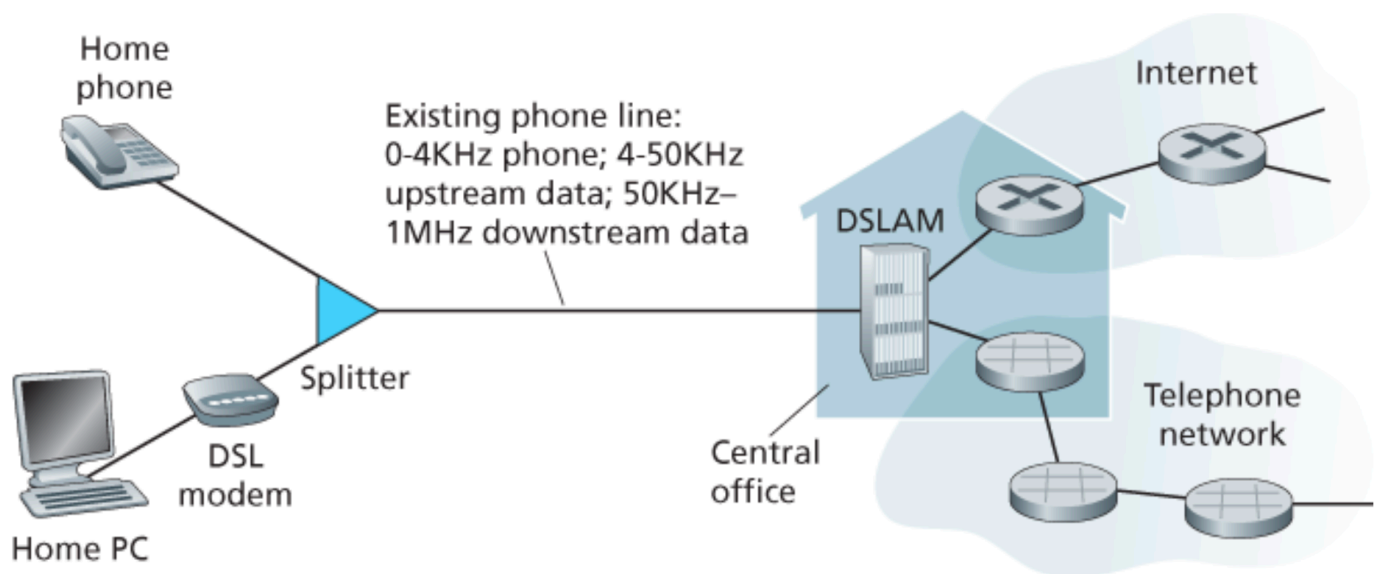 Home
phone
Existing phone line:
0-4KHz phone; 4-50KHz
upstream data; 50KHz–
1MHz downstream data
Internet
DSLAM
Splitter
DSL
modem
Home PC
Central
office
Telephone
network